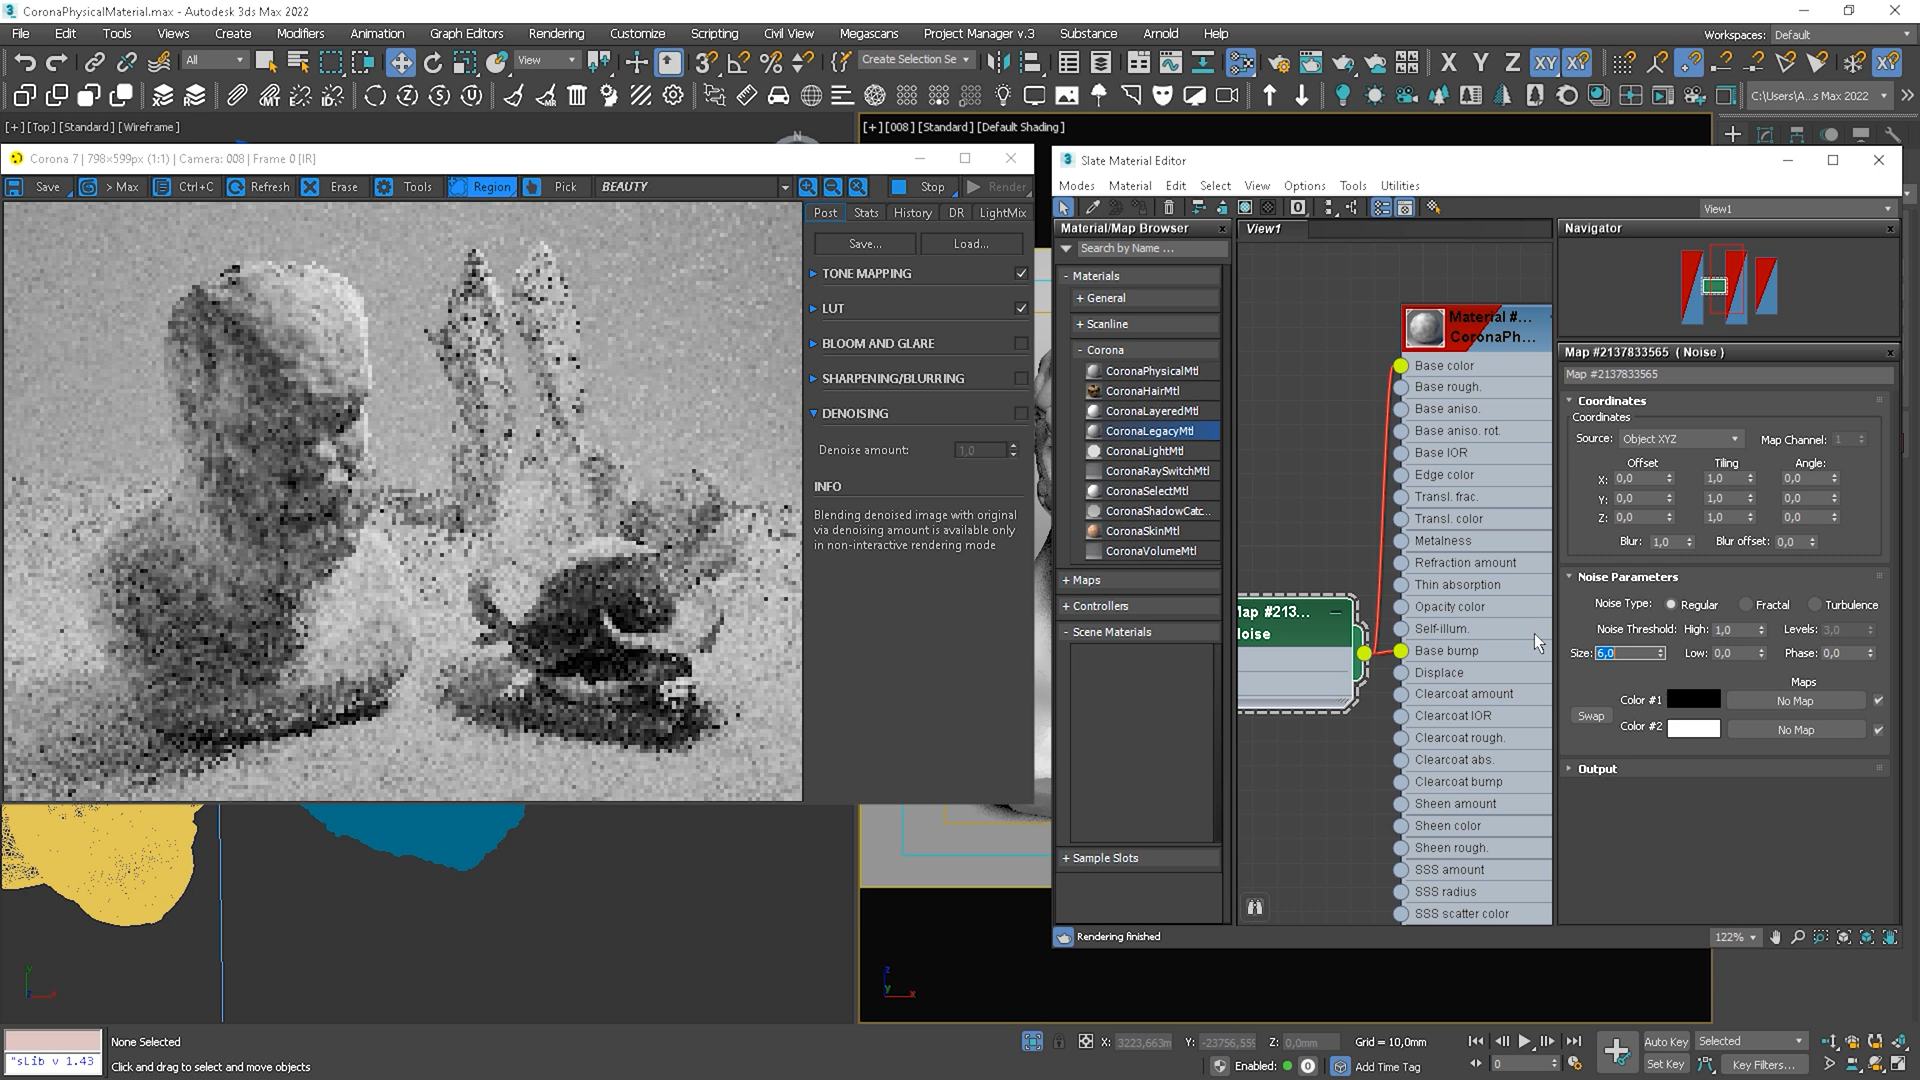 CoronaPhysicalMaterial.max - Autodesk 3ds Max 2022
File Edit Tools Views Create Modifiers Animation Graph Editors Rendering Customize Scripting Civil View Megascans Project Manager v.3 Substance Arnold Help
Workspaces: Default
All View Create Selection Se X Y Z XY XY
C:\Users\A...s Max 2022
[+] [Top] [Standard] [Wireframe]
[+] [008] [Standard] [Default Shading]
Corona 7 | 798×599px (1:1) | Camera: 008 | Frame 0 [IR]
Save > Max Ctrl+C Refresh Erase Tools Region Pick BEAUTY Stop Render
Post Stats History DR LightMix
Save... Load...
TONE MAPPING
LUT
BLOOM AND GLARE
SHARPENING/BLURRING
DENOISING
Denoise amount: 1,0
INFO
Blending denoised image with original
via denoising amount is available only
in non-interactive rendering mode
Slate Material Editor
Modes Material Edit Select View Options Tools Utilities
View1
Material/Map Browser
Search by Name ...
- Materials
+ General
+ Scanline
- Corona
CoronaPhysicalMtl
CoronaHairMtl
CoronaLayeredMtl
CoronaLegacyMtl
CoronaLightMtl
CoronaRaySwitchMtl
CoronaSelectMtl
CoronaShadowCatc...
CoronaSkinMtl
CoronaVolumeMtl
+ Maps
+ Controllers
- Scene Materials
+ Sample Slots
Rendering finished
View1
Material #...
CoronaPh...
Base color
Base rough.
Base aniso.
Base aniso. rot.
Base IOR
Edge color
Transl. frac.
Transl. color
Metalness
Refraction amount
Thin absorption
Opacity color
Self-illum.
Base bump
Displace
Clearcoat amount
Clearcoat IOR
Clearcoat rough.
Clearcoat abs.
Clearcoat bump
Sheen amount
Sheen color
Sheen rough.
SSS amount
SSS radius
SSS scatter color
Map #213...
Noise
Navigator
Map #2137833565 ( Noise )
Map #2137833565
Coordinates
Coordinates
Source: Object XYZ Map Channel: 1
Offset Tiling Angle:
X: 0,0 1,0 0,0
Y: 0,0 1,0 0,0
Z: 0,0 1,0 0,0
Blur: 1,0 Blur offset: 0,0
Noise Parameters
Noise Type: Regular Fractal Turbulence
Noise Threshold: High: 1,0 Levels: 3,0
Size: 6,0 Low: 0,0 Phase: 0,0
Maps
Color #1 No Map
Swap
Color #2 No Map
Output
122%
"sLib v 1.43
None Selected
Click and drag to select and move objects
X: 3223,663m Y: -23756,559 Z: 0,0mm Grid = 10,0mm
Enabled: 0 Add Time Tag
0
Auto Key Selected
Set Key Key Filters...